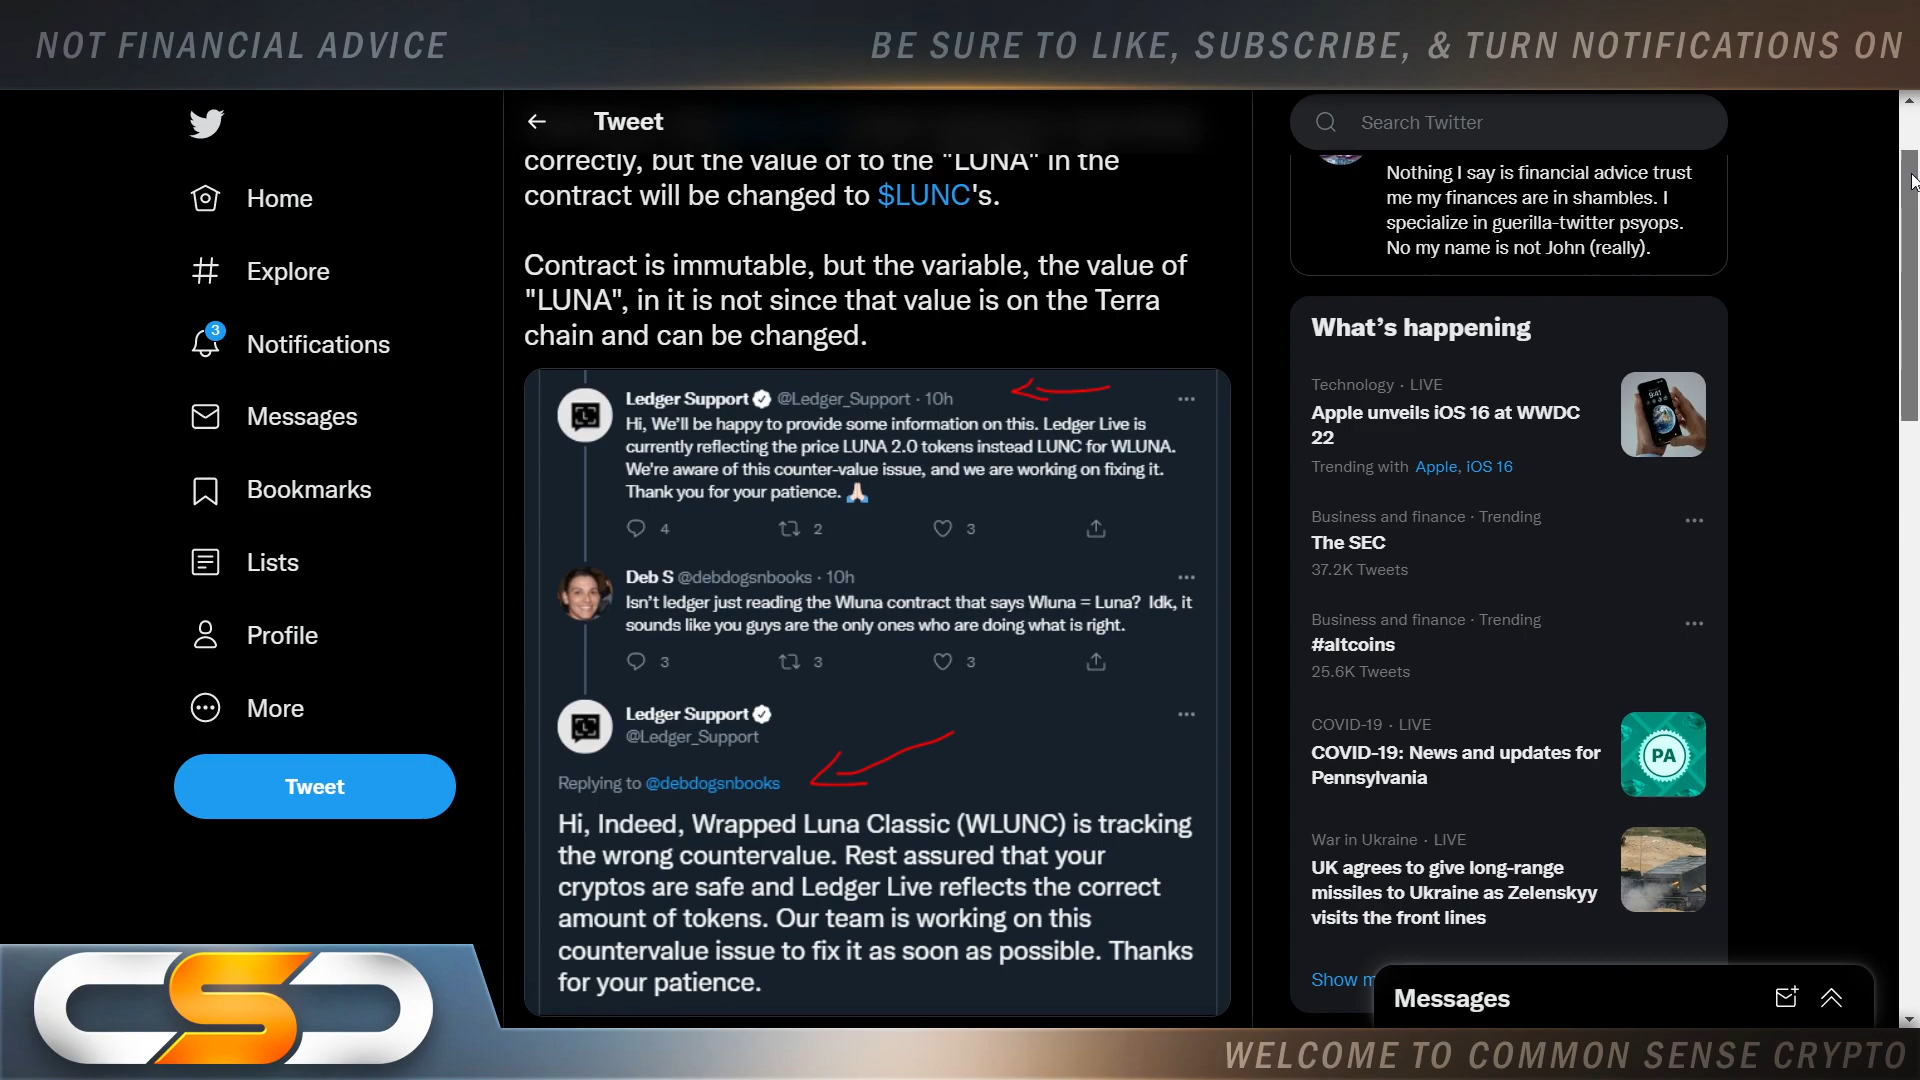 NOT FINANCIAL ADVICE
BE SURE TO LIKE, SUBSCRIBE, & TURN NOTIFICATIONS ON
Home
Explore
3
Notifications
Messages
Bookmarks
Lists
Profile
More
Tweet
Tweet
correctly, but the value of to the "LUNA" in the
contract will be changed to $LUNC's.
Contract is immutable, but the variable, the value of
"LUNA", in it is not since that value is on the Terra
chain and can be changed.
Ledger Support @Ledger_Support · 10h
Hi, We'll be happy to provide some information on this. Ledger Live is
currently reflecting the price LUNA 2.0 tokens instead LUNC for WLUNA.
We're aware of this counter-value issue, and we are working on fixing it.
Thank you for your patience. 🙏🏻
4 2 3
Deb S @debdogsnbooks · 10h
Isn't ledger just reading the Wluna contract that says Wluna = Luna? Idk, it
sounds like you guys are the only ones who are doing what is right.
3 3 3
Ledger Support
@Ledger_Support
Replying to @debdogsnbooks
Hi, Indeed, Wrapped Luna Classic (WLUNC) is tracking
the wrong countervalue. Rest assured that your
cryptos are safe and Ledger Live reflects the correct
amount of tokens. Our team is working on this
countervalue issue to fix it as soon as possible. Thanks
for your patience.
Search Twitter
Nothing I say is financial advice trust
me my finances are in shambles. I
specialize in guerilla-twitter psyops.
No my name is not John (really).
What's happening
Technology · LIVE
Apple unveils iOS 16 at WWDC
22
Trending with Apple, iOS 16
9:41
Business and finance · Trending
The SEC
37.2K Tweets
Business and finance · Trending
#altcoins
25.6K Tweets
COVID-19 · LIVE
COVID-19: News and updates for
Pennsylvania
PA
War in Ukraine · LIVE
UK agrees to give long-range
missiles to Ukraine as Zelenskyy
visits the front lines
Show m
Messages
CSC
WELCOME TO COMMON SENSE CRYPTO